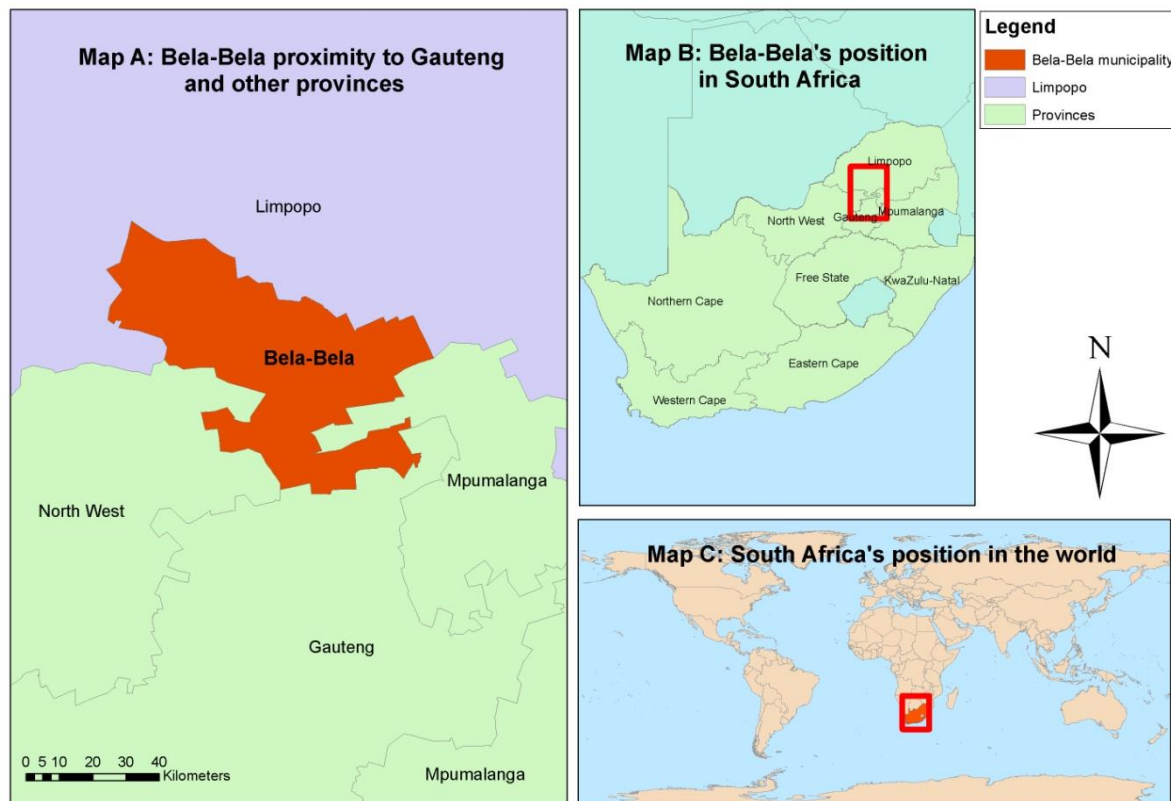 Map A: Bela-Bela proximity to Gauteng
and other provinces
Limpopo
Bela-Bela
Mpumalanga
North West
Gauteng
0 5 10 20 30 40
Kilometers
Mpumalanga
Map B: Bela-Bela's position
in South Africa
Limpopo
Mpumalanga
Gauteng
North West
Free State
KwaZulu-Natal
Northern Cape
Eastern Cape
Western Cape
Legend
Bela-Bela municipality
Limpopo
Provinces
N
Map C: South Africa's position in the world